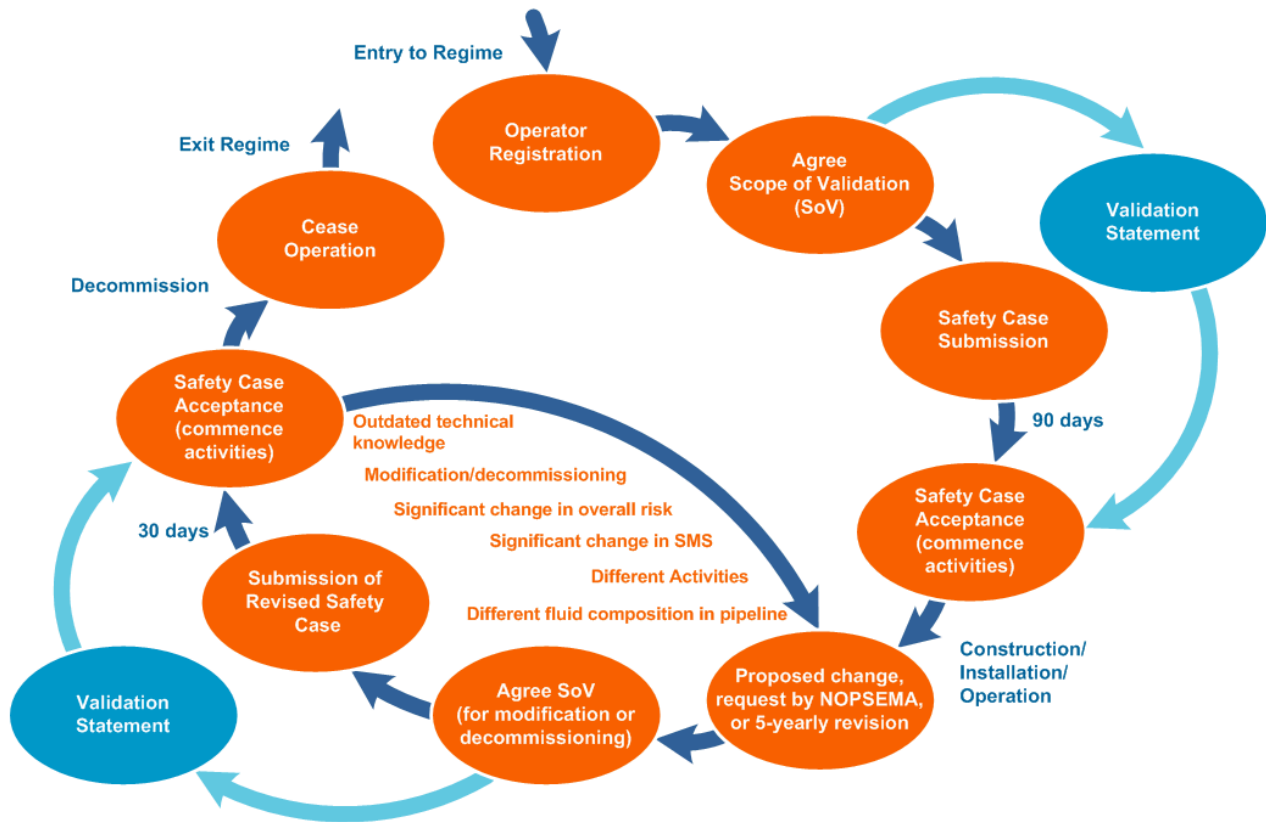 Entry to Regime
Operator
Registration
Agree
Scope of Validation
(SoV)
Validation
Statement
Safety Case
Submission
90 days
Safety Case
Acceptance
(commence
activities)
Construction/
Installation/
Operation
Proposed change,
request by NOPSEMA,
or 5-yearly revision
Agree SoV
(for modification or
decommissioning)
Validation
Statement
Submission of
Revised Safety
Case
30 days
Safety Case
Acceptance
(commence
activities)
Outdated technical
knowledge
Modification/decommissioning
Significant change in overall risk
Significant change in SMS
Different Activities
Different fluid composition in pipeline
Decommission
Cease
Operation
Exit Regime